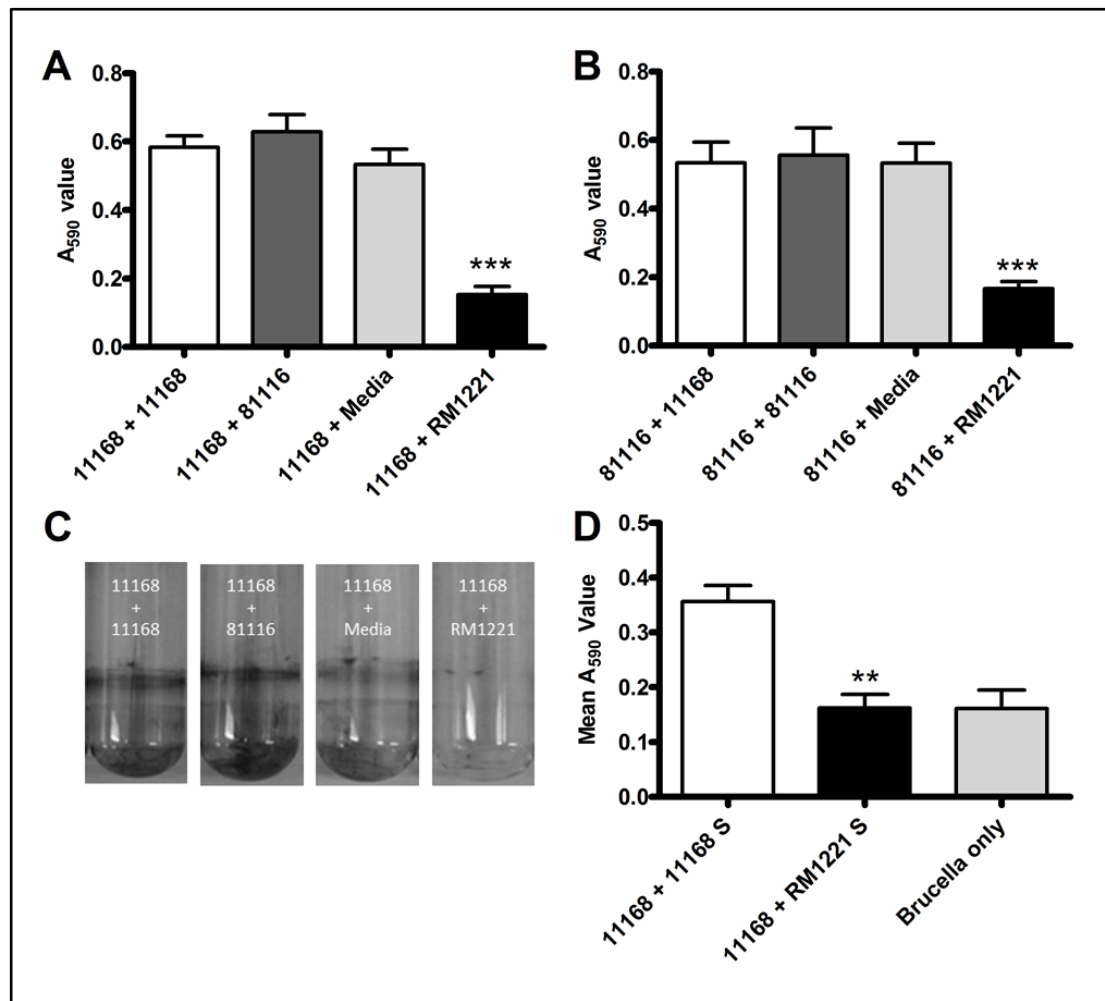 A
0.8
0.6
0.4
0.2
0.0
A590 value
***
11168 + 11168
11168 + 81116
11168 + Media
11168 + RM1221
B
0.8
0.6
0.4
0.2
0.0
A590 value
***
81116 + 11168
81116 + 81116
81116 + Media
81116 + RM1221
C
11168
+
11168
11168
+
81116
11168
+
Media
11168
+
RM1221
D
0.5
0.4
0.3
0.2
0.1
0.0
Mean A590 Value
**
11168 + 11168 S
11168 + RM1221 S
Brucella only